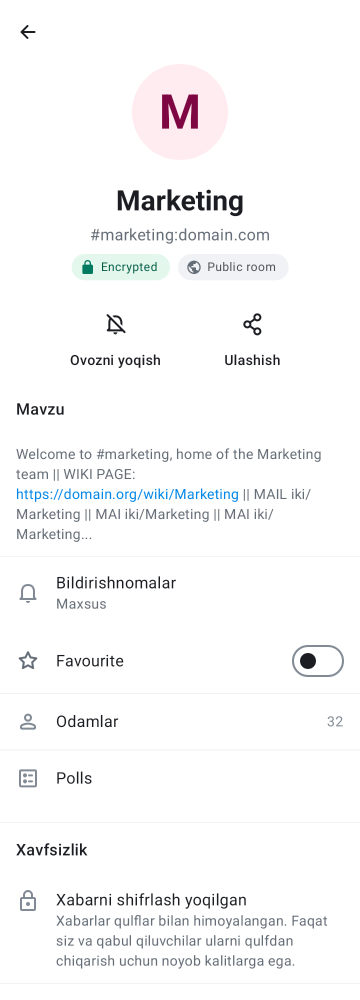 M
Marketing
#marketing:domain.com
Encrypted
Public room
Ovozni yoqish
Ulashish
Mavzu
Welcome to #marketing, home of the Marketing
team || WIKI PAGE:
https://domain.org/wiki/Marketing || MAIL iki/
Marketing || MAI iki/Marketing || MAI iki/
Marketing...
Bildirishnomalar
Maxsus
Favourite
Odamlar 32
Polls
Xavfsizlik
Xabarni shifrlash yoqilgan
Xabarlar qulflar bilan himoyalangan. Faqat
siz va qabul qiluvchilar ularni qulfdan
chiqarish uchun noyob kalitlarga ega.